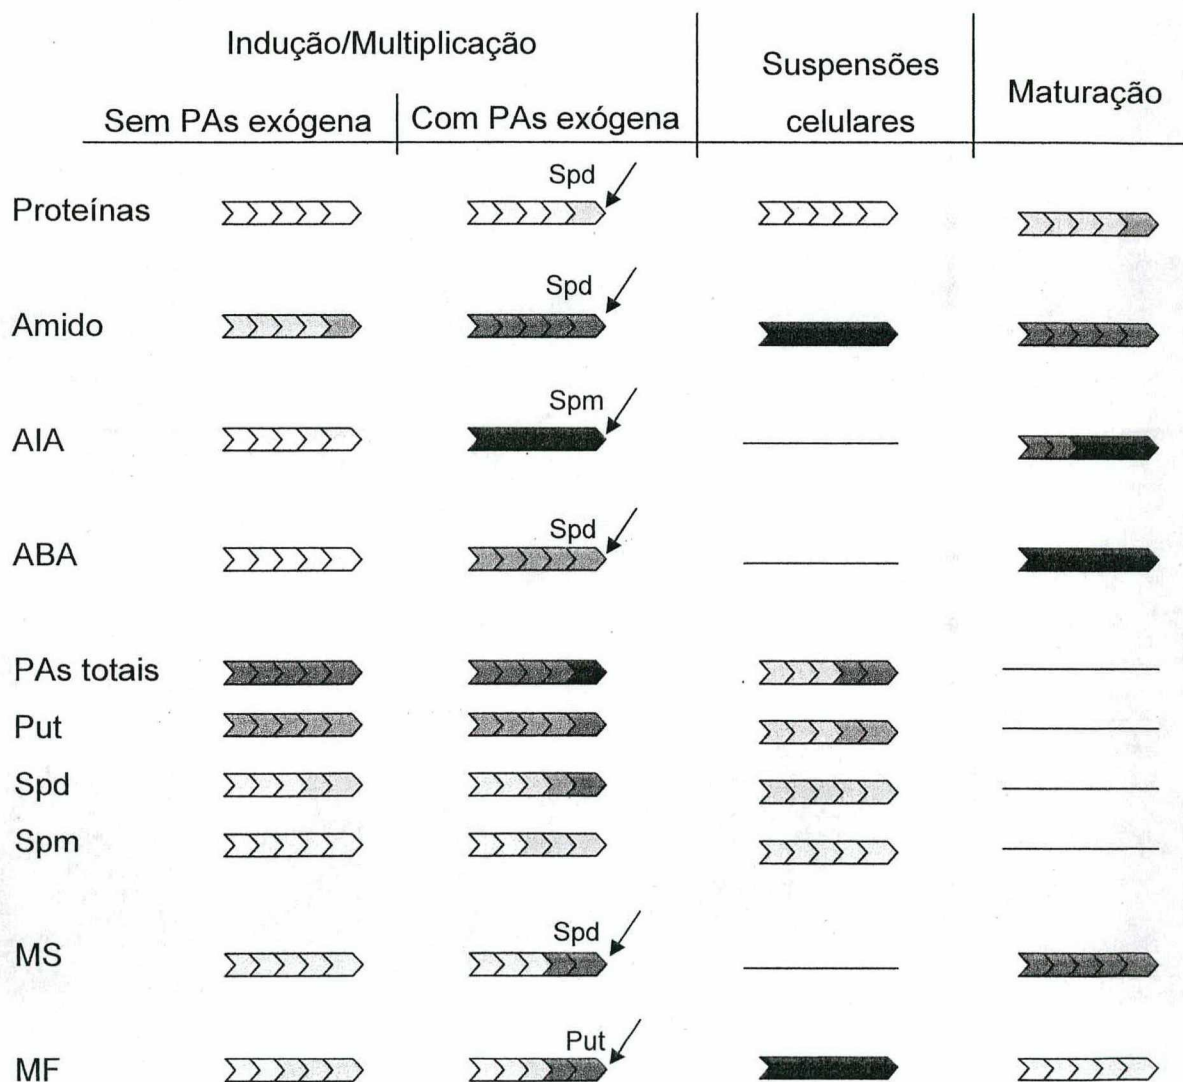 Indução/Multiplicação
Suspensões
celulares
Maturação
Sem PAs exógena Com PAs exógena
Spd
Proteínas
Spd
Amido
Spm
AIA
Spd
ABA
PAs totais
Put
Spd
Spm
Spd
MS
Put
MF